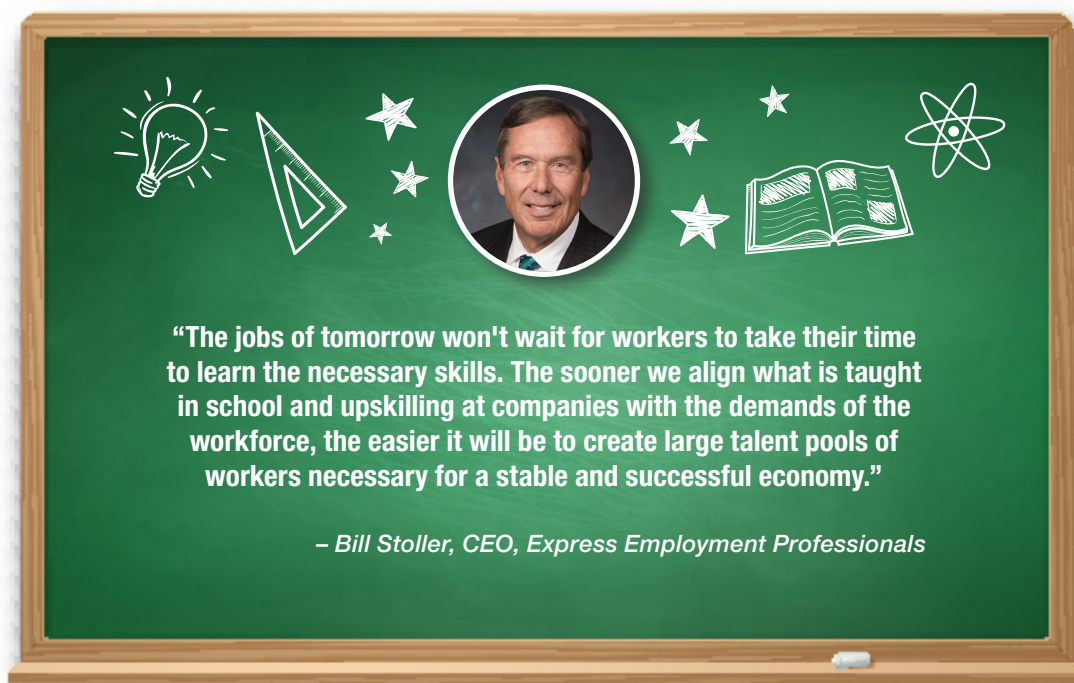 “The jobs of tomorrow won't wait for workers to take their time
to learn the necessary skills. The sooner we align what is taught
in school and upskilling at companies with the demands of the
workforce, the easier it will be to create large talent pools of
workers necessary for a stable and successful economy.”
– Bill Stoller, CEO, Express Employment Professionals